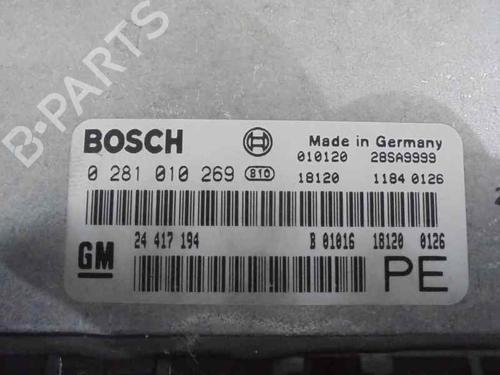 B-PARTS
BOSCH
Made in Germany
010120 28SA9999
0 281 010 269 810 18120 1184 0126
GM 24 417 194 B 01016 18120 0126
PE